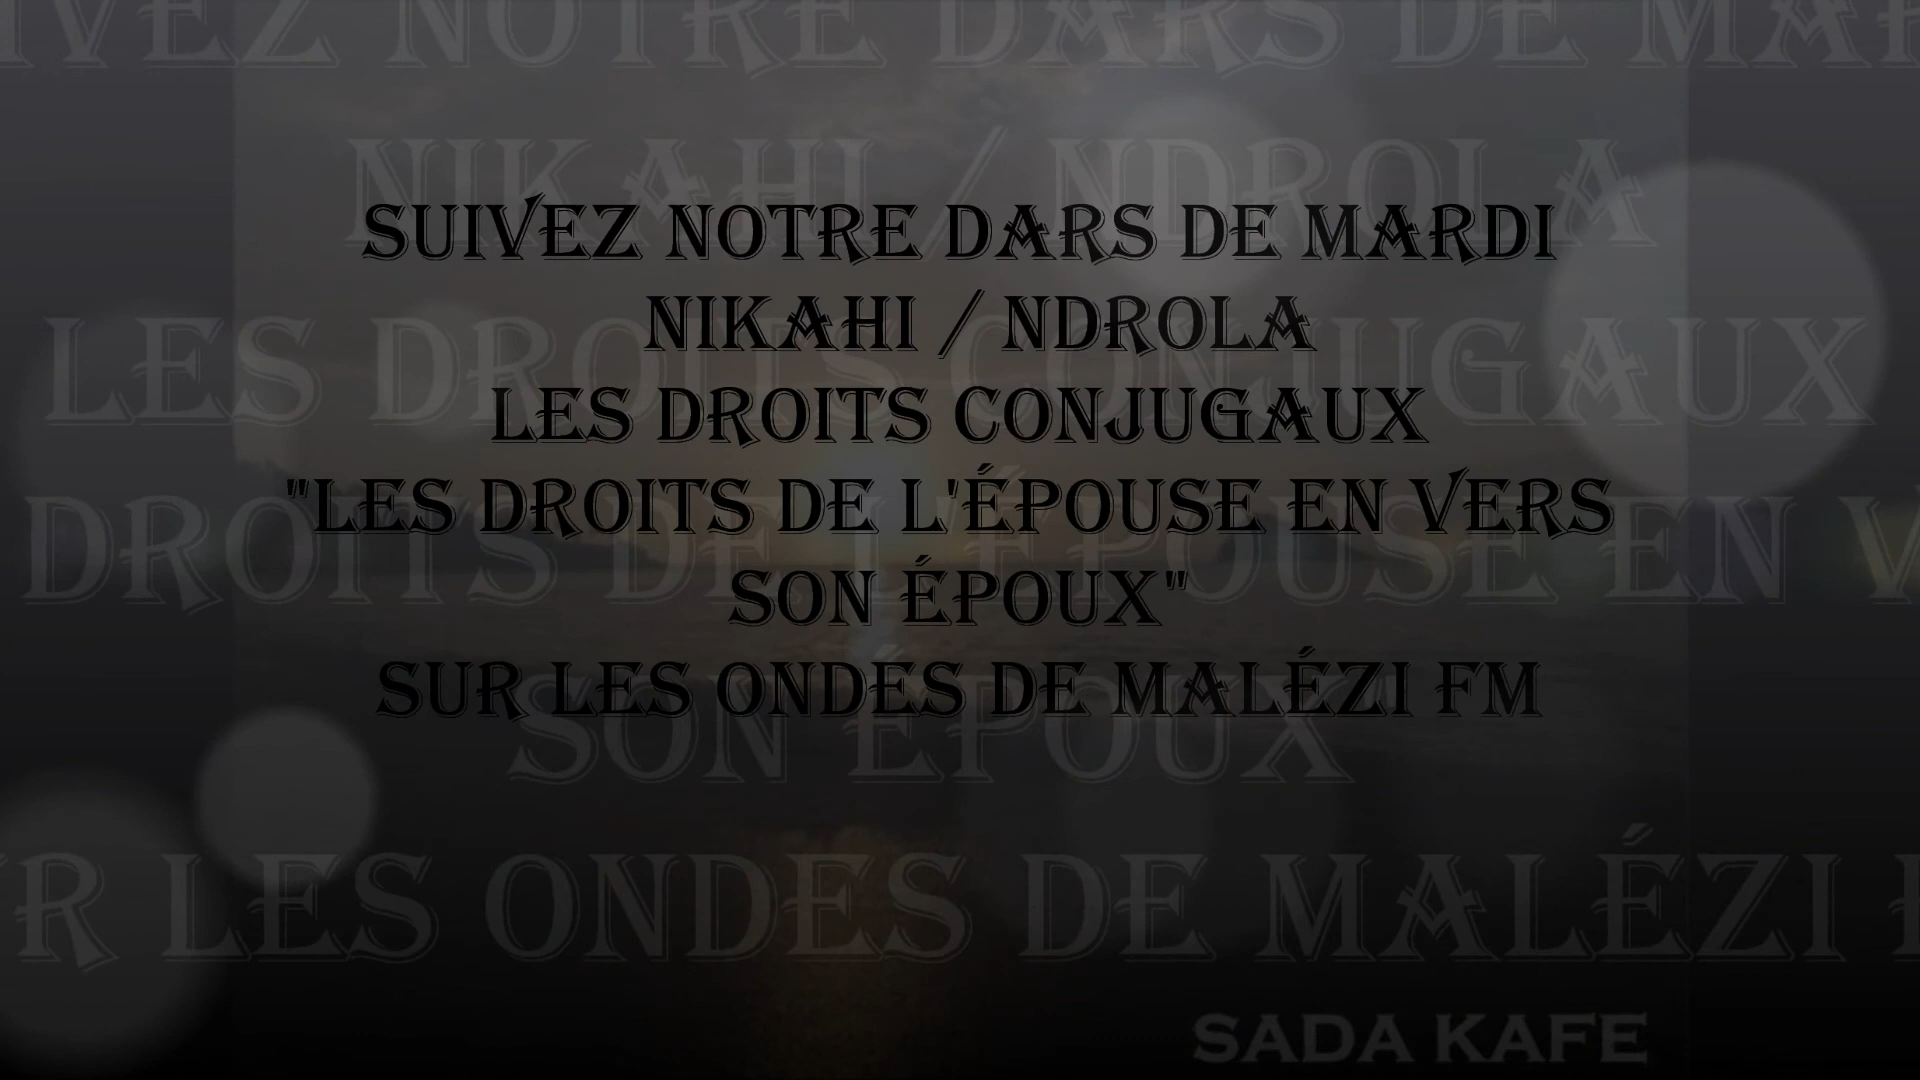 SUIVEZ NOTRE DARS DE MARDI
NIKAHI / NDROLA
LES DROITS CONJUGAUX
"LES DROITS DE L'ÉPOUSE EN VERS
SON ÉPOUX"
SUR LES ONDÉS DE MALÉZI FM
SADA KAFE